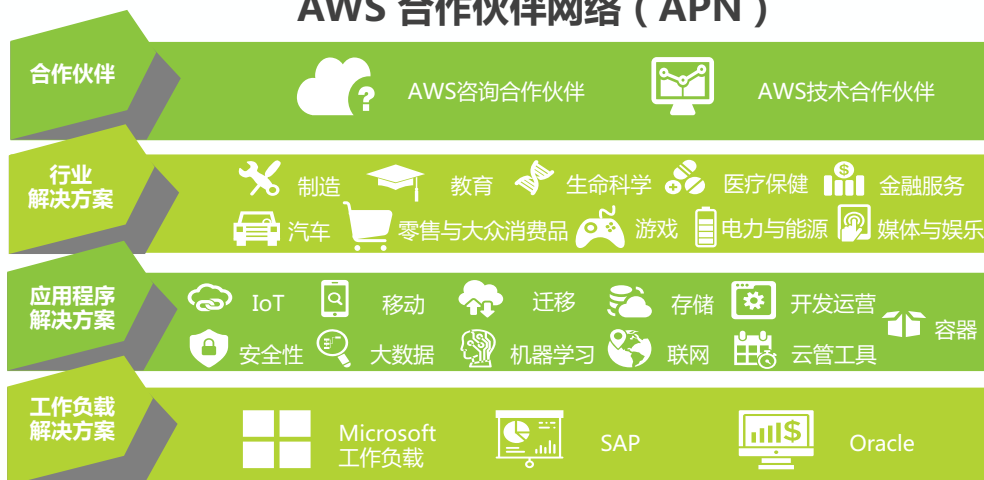 AWS 合作伙伴网络（APN）
合作伙伴
AWS咨询合作伙伴
AWS技术合作伙伴
行业
解决方案
制造
教育
生命科学
医疗保健
金融服务
汽车
零售与大众消费品
游戏
电力与能源
媒体与娱乐
应用程序
解决方案
IoT
移动
迁移
存储
开发运营
容器
安全性
大数据
机器学习
联网
云管工具
工作负载
解决方案
Microsoft
工作负载
SAP
Oracle